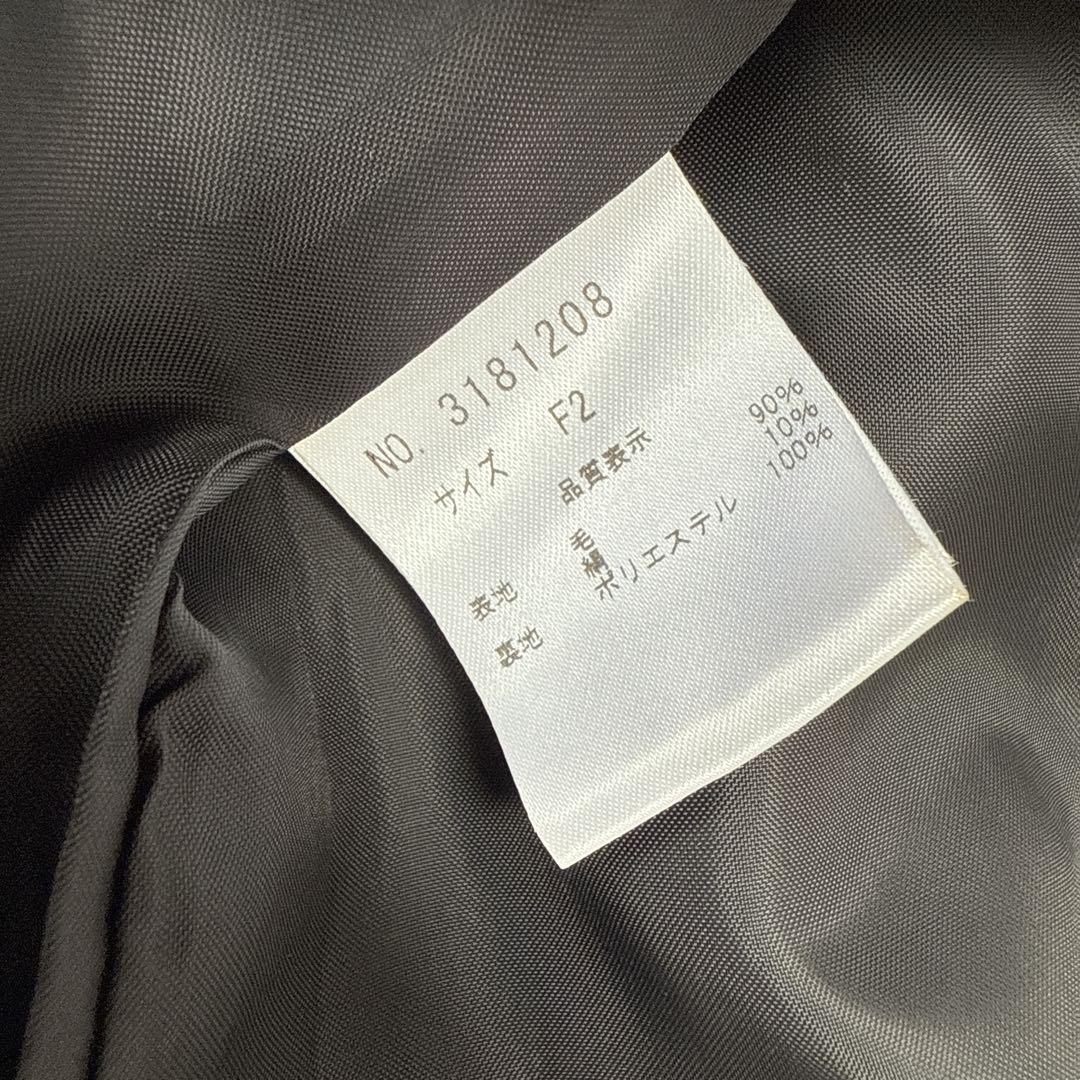 NO. 3181208
サイズ F2
品質表示
表地 毛 90%
絹 10%
裏地 ポリエステル 100%